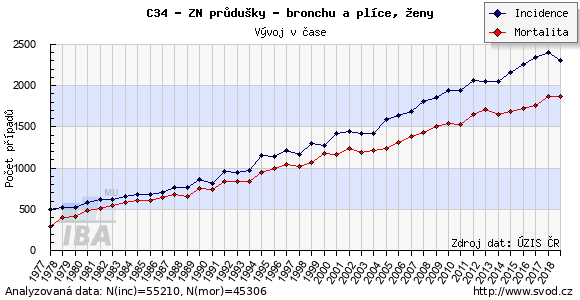 C34 - ZN průdušky - bronchu a plíce, ženy
Vývoj v čase
Incidence
Mortalita
Počet případů
2500
2000
1500
1000
500
0
MU
IBA
Zdroj dat: ÚZIS ČR
1977 1978 1979 1980 1981 1982 1983 1984 1985 1986 1987 1988 1989 1990 1991 1992 1993 1994 1995 1996 1997 1998 1999 2000 2001 2002 2003 2004 2005 2006 2007 2008 2009 2010 2011 2012 2013 2014 2015 2016 2017 2018
Analyzovaná data: N(inc)=55210, N(mor)=45306
http://www.svod.cz